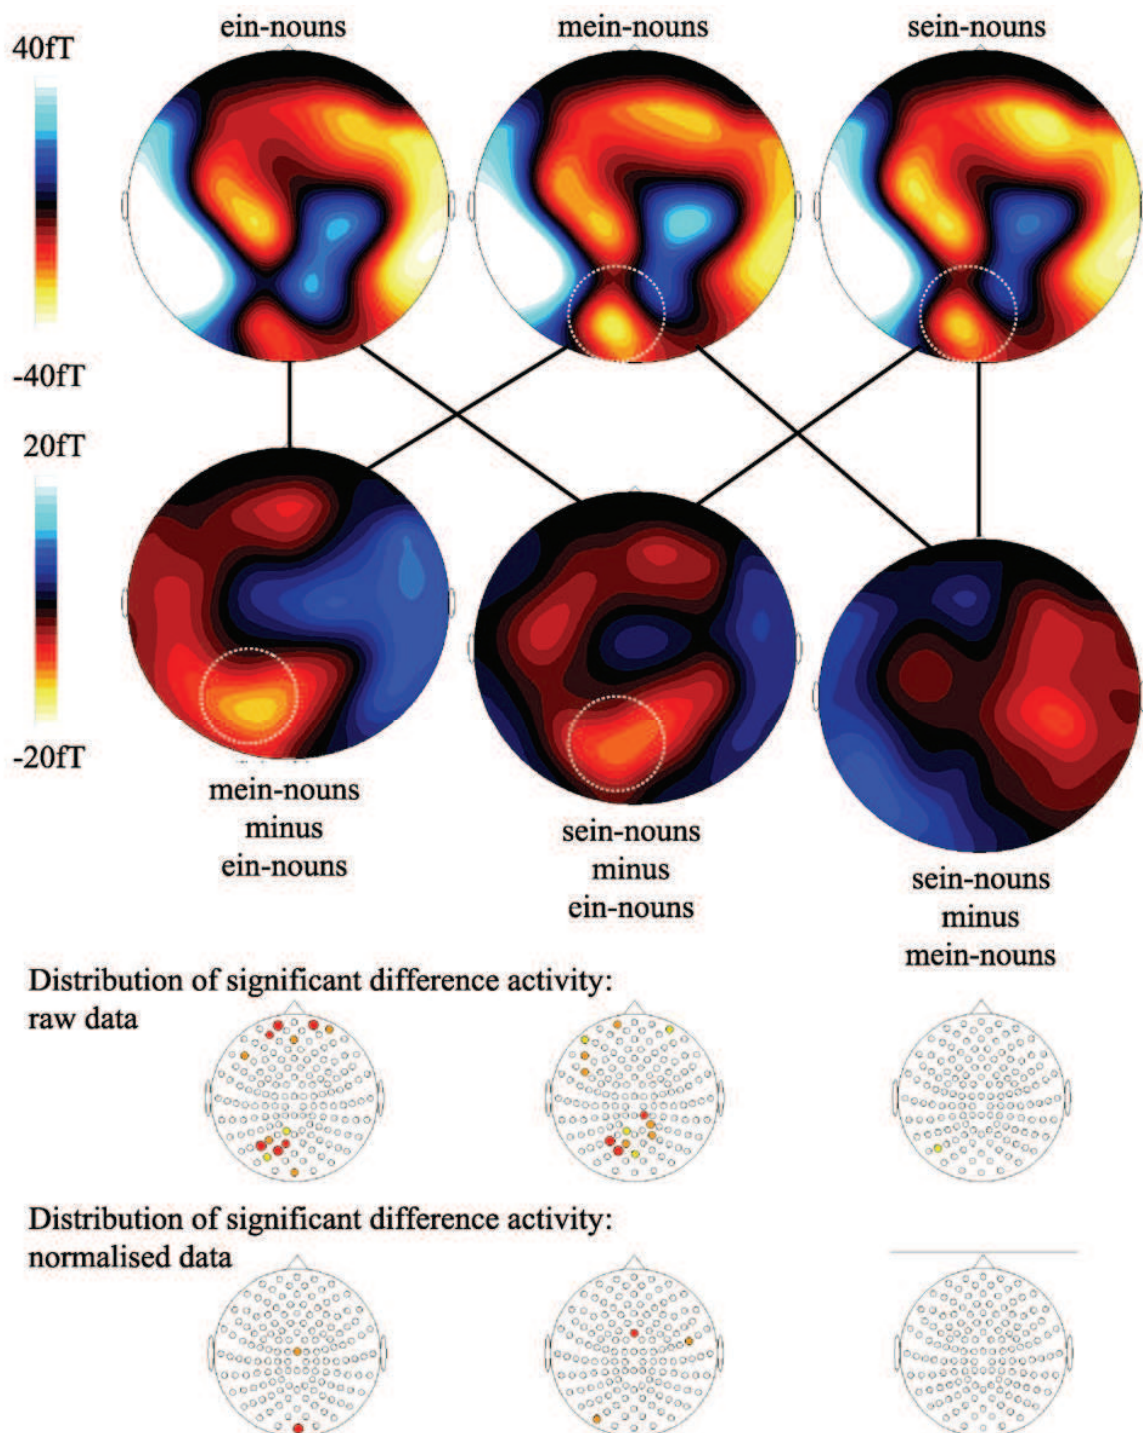 ein-nouns
mein-nouns
sein-nouns
40fT
-40fT
20fT
-20fT
mein-nouns
minus
ein-nouns
sein-nouns
minus
ein-nouns
sein-nouns
minus
mein-nouns
Distribution of significant difference activity:
raw data
Distribution of significant difference activity:
normalised data